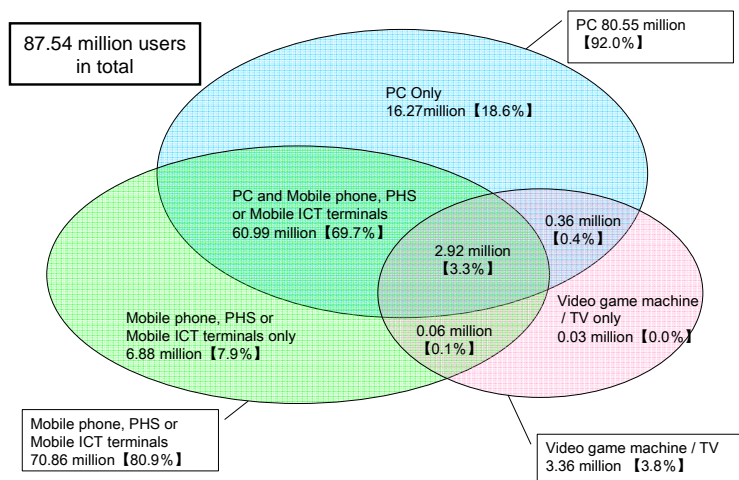 87.54 million users
in total
PC 80.55 million
【92.0%】
PC Only
16.27million【18.6%】
PC and Mobile phone, PHS
or Mobile ICT terminals
60.99 million【69.7%】
0.36 million
【0.4%】
2.92 million
【3.3%】
Video game machine
/ TV only
0.03 million【0.0%】
Mobile phone, PHS or
Mobile ICT terminals only
6.88 million【7.9%】
0.06 million
【0.1%】
Mobile phone, PHS or
Mobile ICT terminals
70.86 million【80.9%】
Video game machine / TV
3.36 million【3.8%】